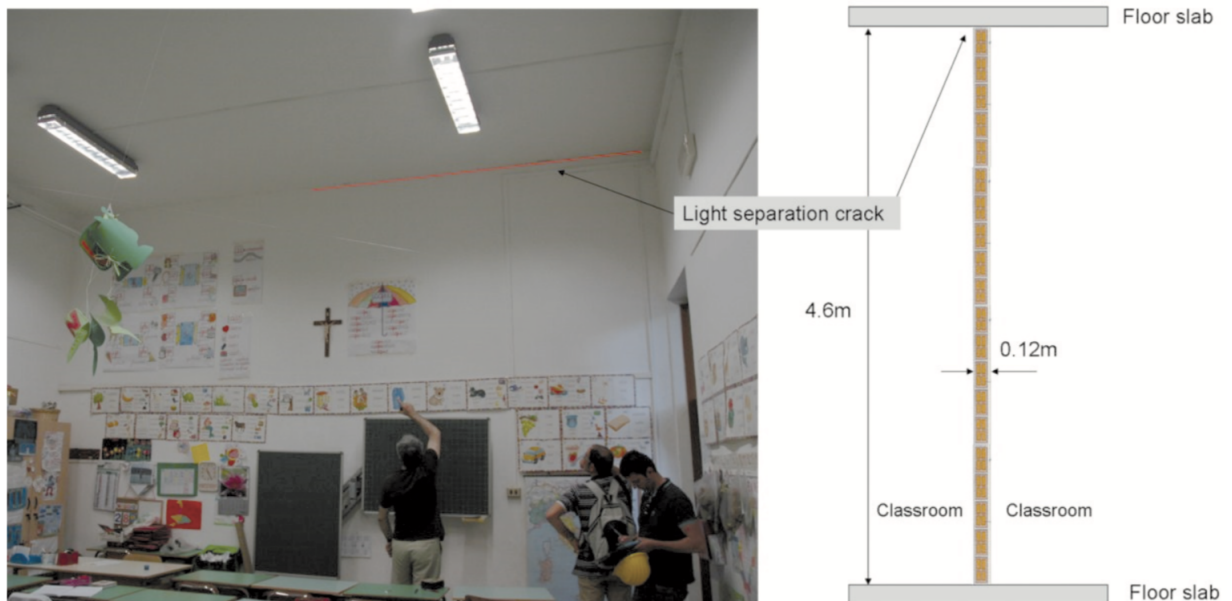 Floor slab
Light separation crack
4.6m
0.12m
Classroom
Classroom
Floor slab